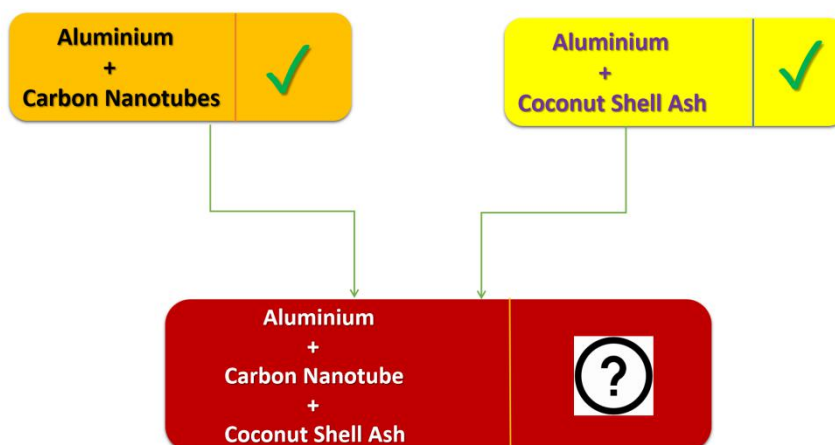 Aluminium
+
Carbon Nanotubes
Aluminium
+
Coconut Shell Ash
Aluminium
+
Carbon Nanotube
+
Coconut Shell Ash
?